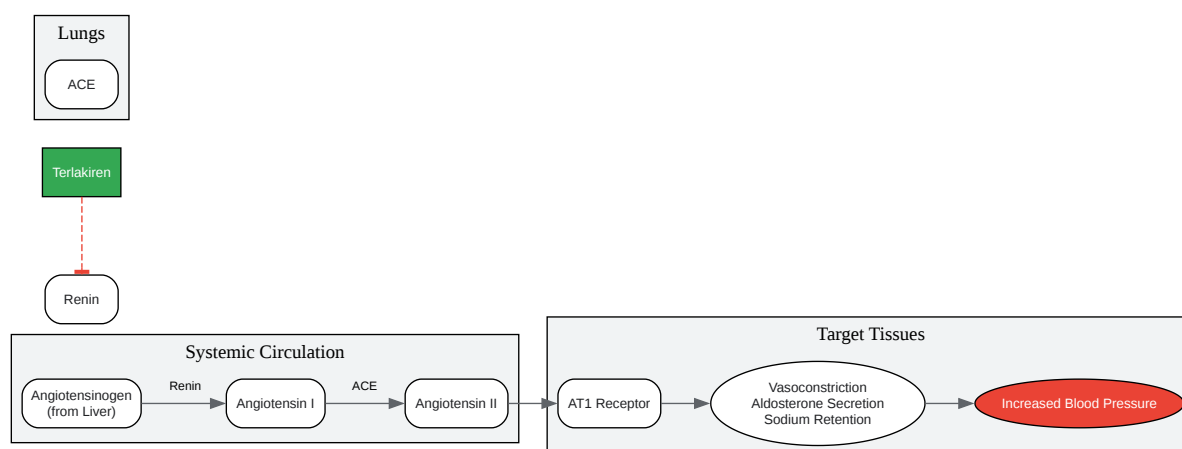 Lungs
ACE
Terlakiren
Renin
Systemic Circulation
Angiotensinogen
(from Liver)
Renin
Angiotensin I
ACE
Angiotensin II
Target Tissues
AT1 Receptor
Vasoconstriction
Aldosterone Secretion
Sodium Retention
Increased Blood Pressure